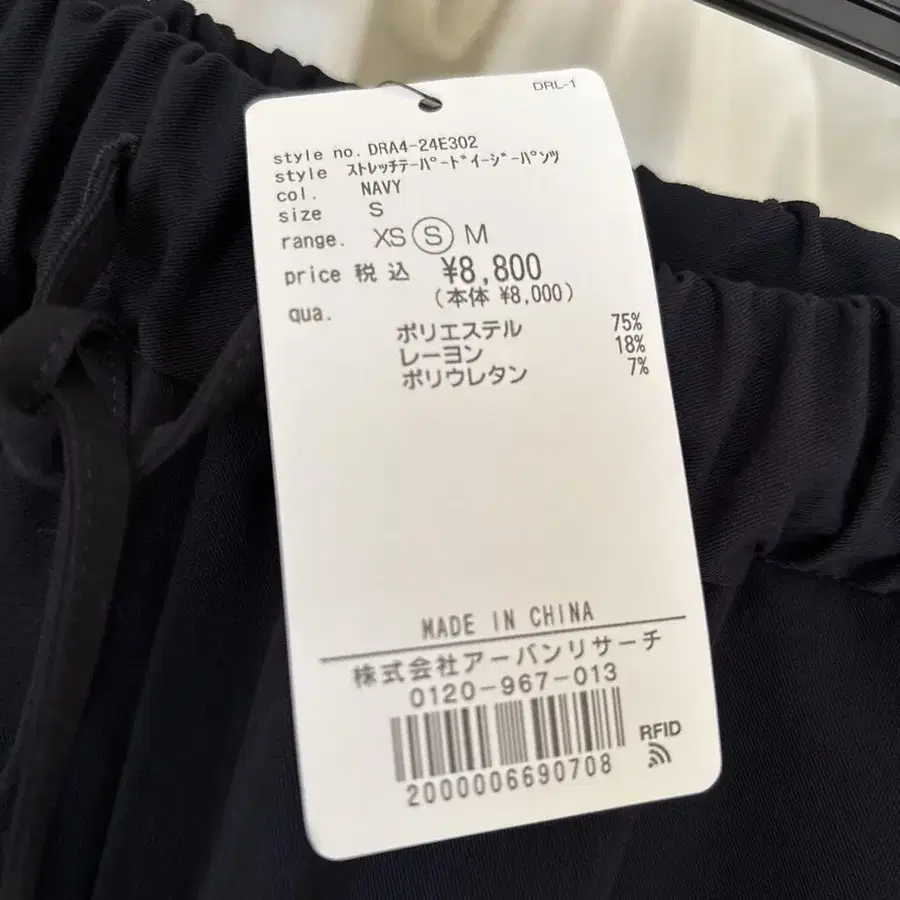 DRL-1
style no. DRA4-24E302
style ｽﾄﾚｯﾁﾃｰﾊﾟｰﾄﾞｲｰｼﾞｰﾊﾟﾝﾂ
col. NAVY
size S
range. XS S M
price 税込 ¥8,800
(本体 ¥8,000)
qua.
ポリエステル 75%
レーヨン 18%
ポリウレタン 7%
MADE IN CHINA
株式会社アーバンリサーチ
0120-967-013
RFID
2000006690708